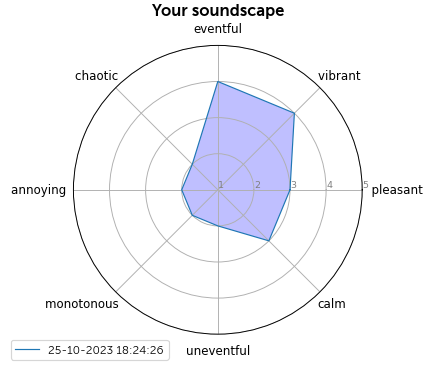 Your soundscape
eventful
chaotic
vibrant
annoying
1
2
3
4
5
pleasant
monotonous
calm
25-10-2023 18:24:26
uneventful